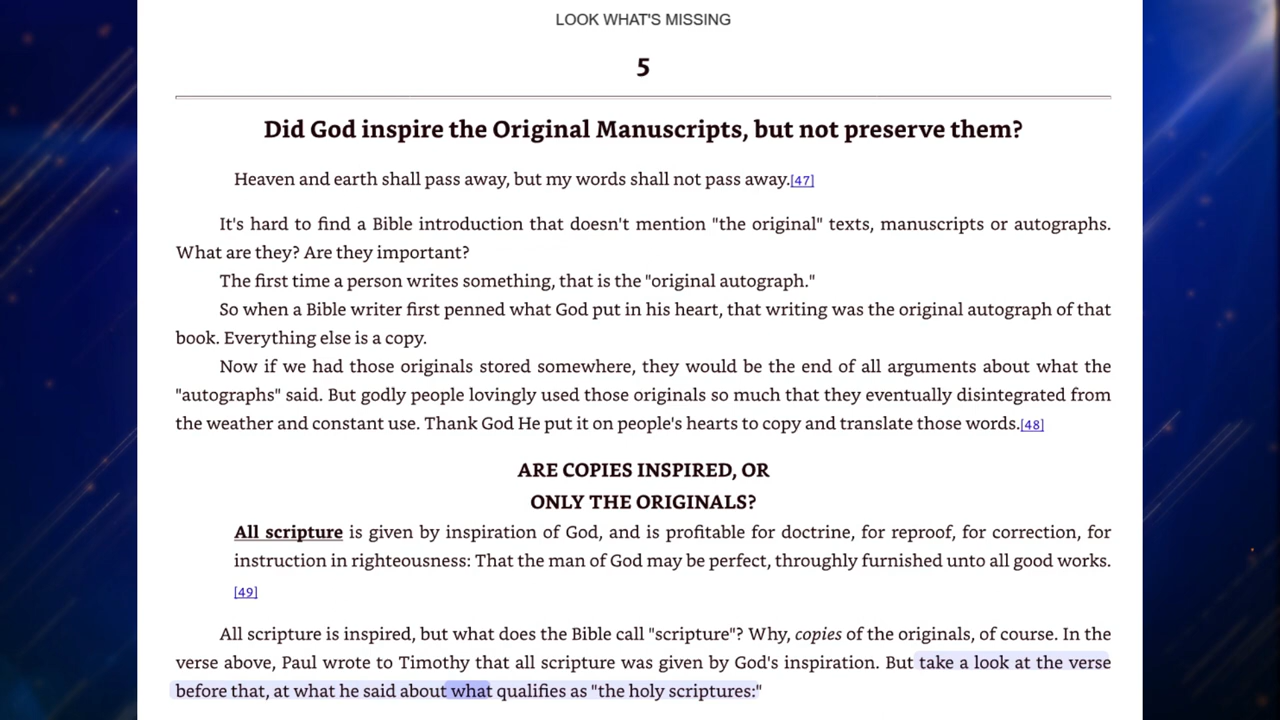 LOOK WHAT'S MISSING
5
Did God inspire the Original Manuscripts, but not preserve them?
Heaven and earth shall pass away, but my words shall not pass away.[47]
It's hard to find a Bible introduction that doesn't mention "the original" texts, manuscripts or autographs.
What are they? Are they important?
The first time a person writes something, that is the "original autograph."
So when a Bible writer first penned what God put in his heart, that writing was the original autograph of that
book. Everything else is a copy.
Now if we had those originals stored somewhere, they would be the end of all arguments about what the
"autographs" said. But godly people lovingly used those originals so much that they eventually disintegrated from
the weather and constant use. Thank God He put it on people's hearts to copy and translate those words.[48]
ARE COPIES INSPIRED, OR
ONLY THE ORIGINALS?
All scripture is given by inspiration of God, and is profitable for doctrine, for reproof, for correction, for
instruction in righteousness: That the man of God may be perfect, throughly furnished unto all good works.
[49]
All scripture is inspired, but what does the Bible call "scripture"? Why, copies of the originals, of course. In the
verse above, Paul wrote to Timothy that all scripture was given by God's inspiration. But take a look at the verse
before that, at what he said about what qualifies as "the holy scriptures:"